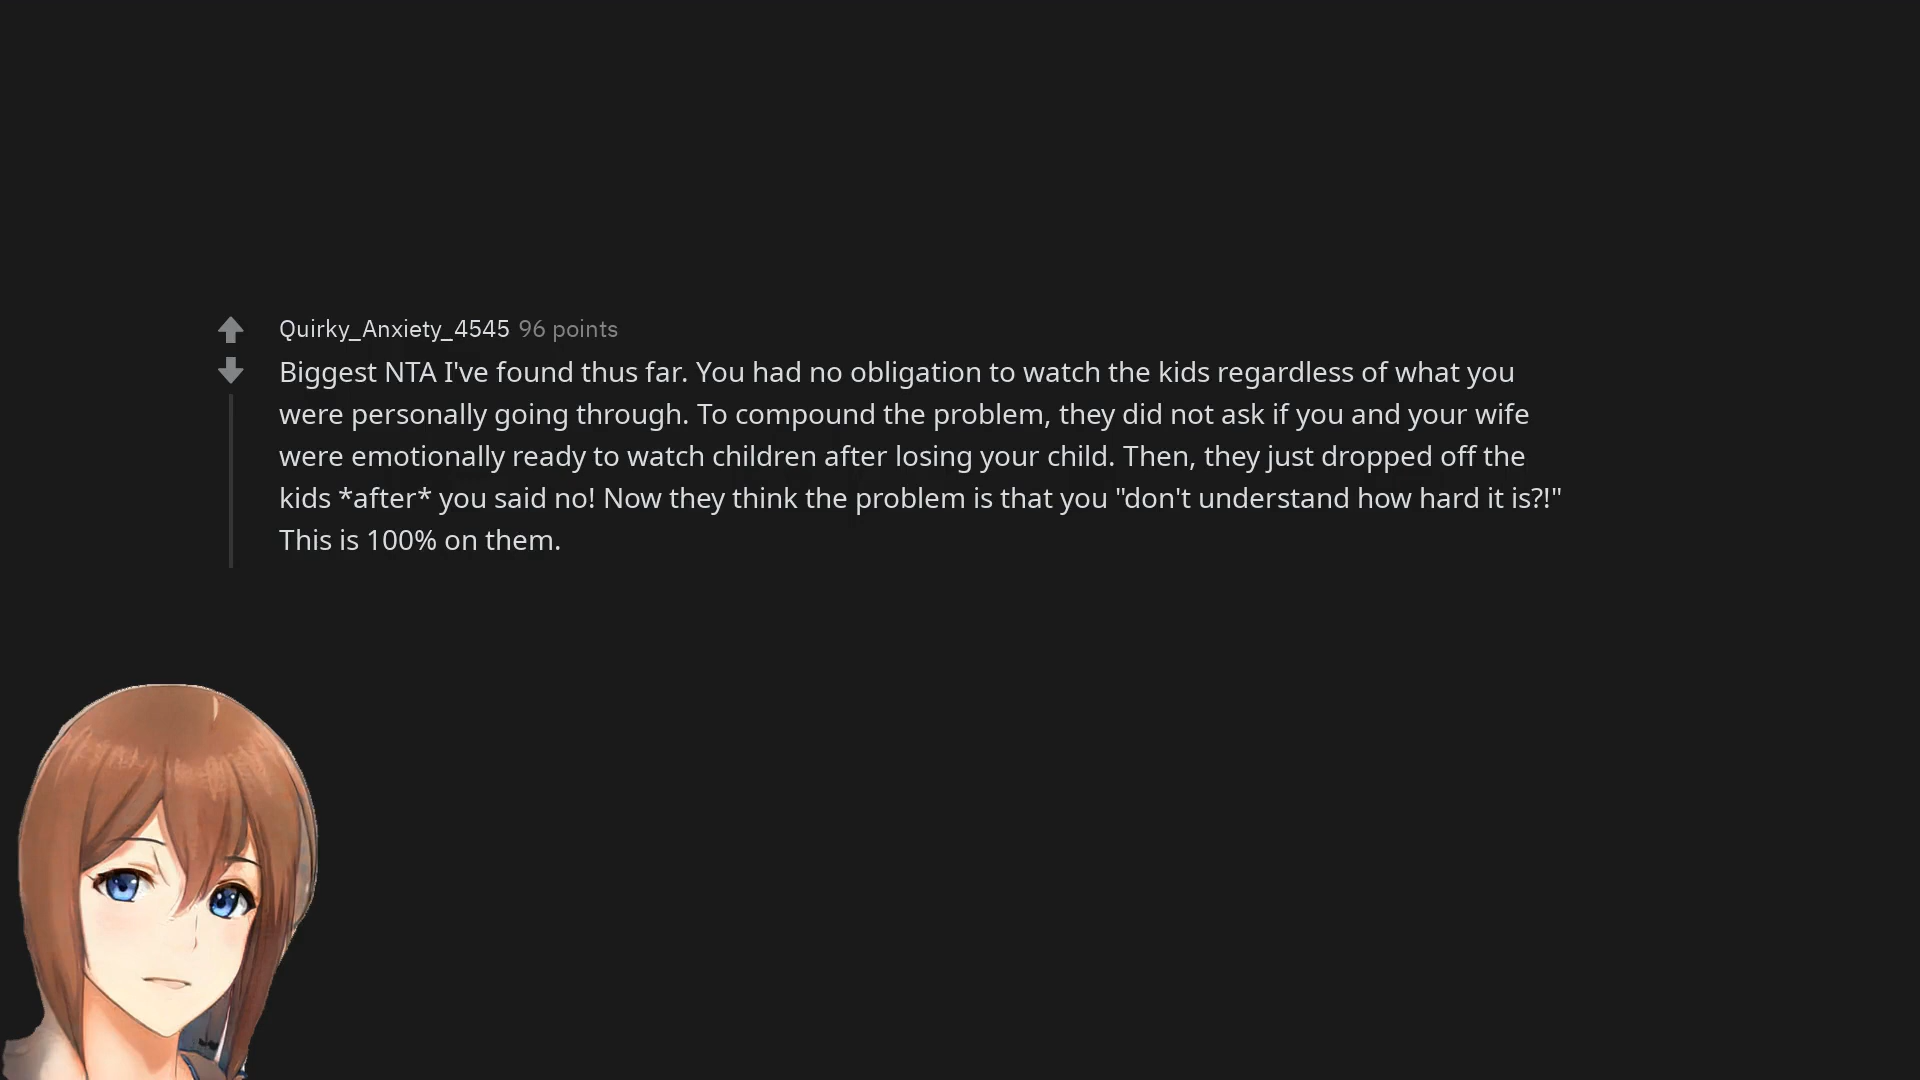 Quirky_Anxiety_4545 96 points
Biggest NTA I've found thus far. You had no obligation to watch the kids regardless of what you
were personally going through. To compound the problem, they did not ask if you and your wife
were emotionally ready to watch children after losing your child. Then, they just dropped off the
kids *after* you said no! Now they think the problem is that you "don't understand how hard it is?!"
This is 100% on them.